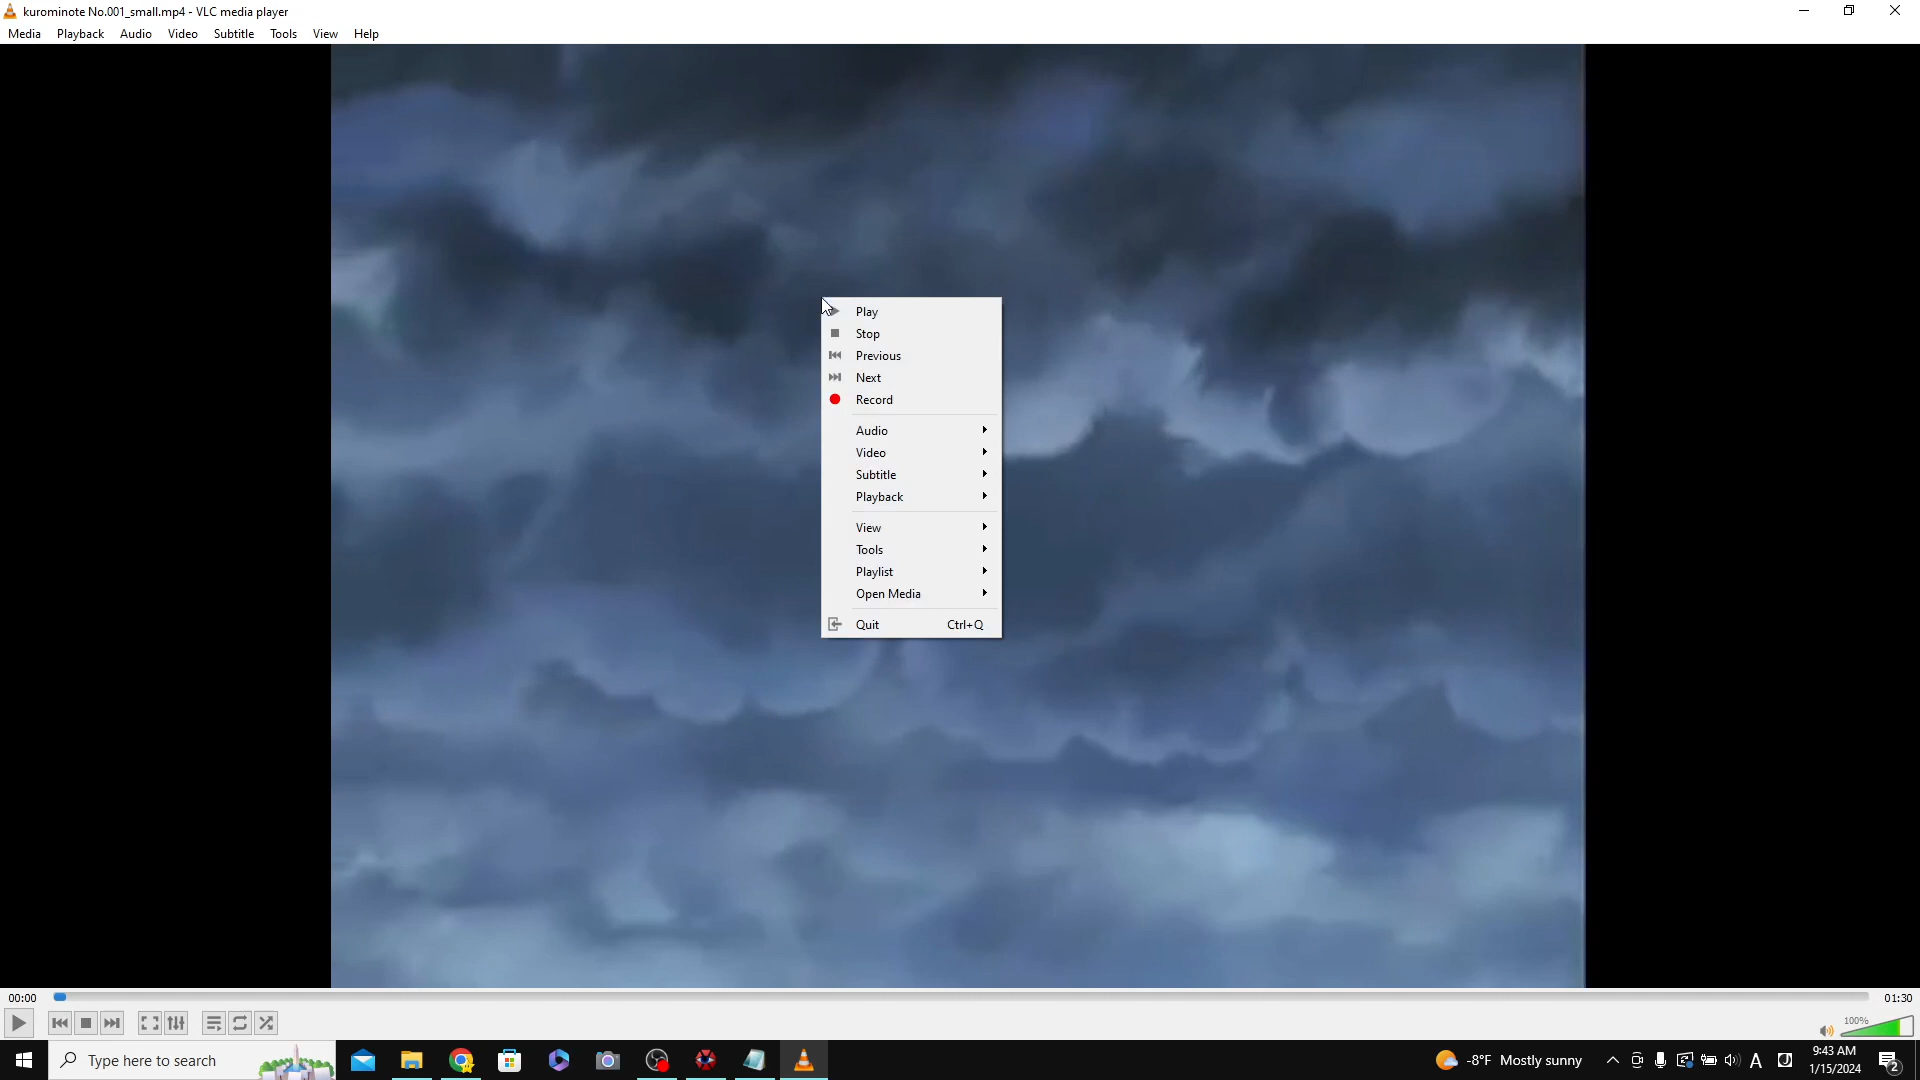 kurominote No.001_small.mp4 - VLC media player
Media Playback Audio Video Subtitle Tools View Help
Play
Stop
Previous
Next
Record
Audio
Video
Subtitle
Playback
View
Tools
Playlist
Open Media
Quit Ctrl+Q
00:00 01:30
100%
Type here to search
-8°F Mostly sunny
A
9:43 AM
1/15/2024
2